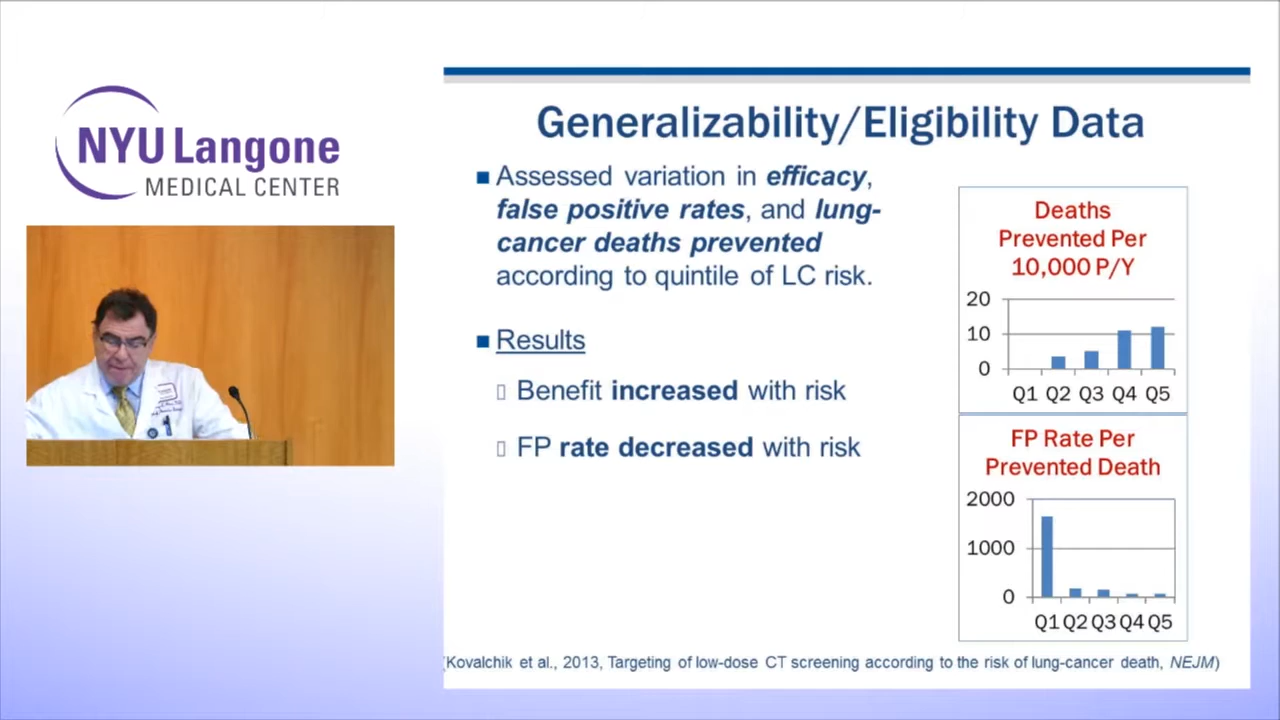 NYU Langone
MEDICAL CENTER
Generalizability/Eligibility Data
Assessed variation in efficacy,
false positive rates, and lung-
cancer deaths prevented
according to quintile of LC risk.
Results
Benefit increased with risk
FP rate decreased with risk
Deaths
Prevented Per
10,000 P/Y
20
10
0
Q1 Q2 Q3 Q4 Q5
FP Rate Per
Prevented Death
2000
1000
0
Q1 Q2 Q3 Q4 Q5
(Kovalchik et al., 2013, Targeting of low-dose CT screening according to the risk of lung-cancer death, NEJM)